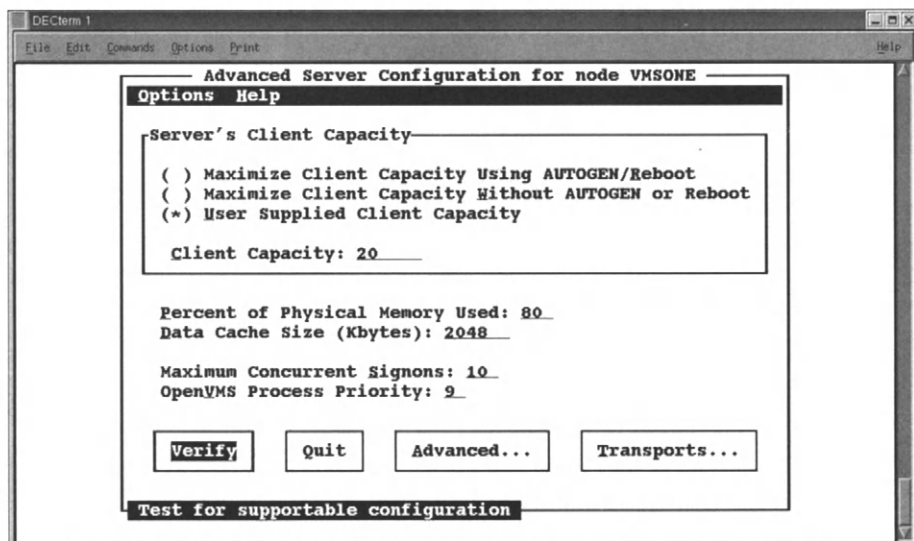 DECterm 1
File Edit Commands Options Print Help
Advanced Server Configuration for node VMSONE
Options Help
Server's Client Capacity
( ) Maximize Client Capacity Using AUTOGEN/Reboot
( ) Maximize Client Capacity Without AUTOGEN or Reboot
(*) User Supplied Client Capacity
Client Capacity: 20
Percent of Physical Memory Used: 80
Data Cache Size (Kbytes): 2048
Maximum Concurrent Signons: 10
OpenVMS Process Priority: 9
Verify Quit Advanced... Transports...
Test for supportable configuration